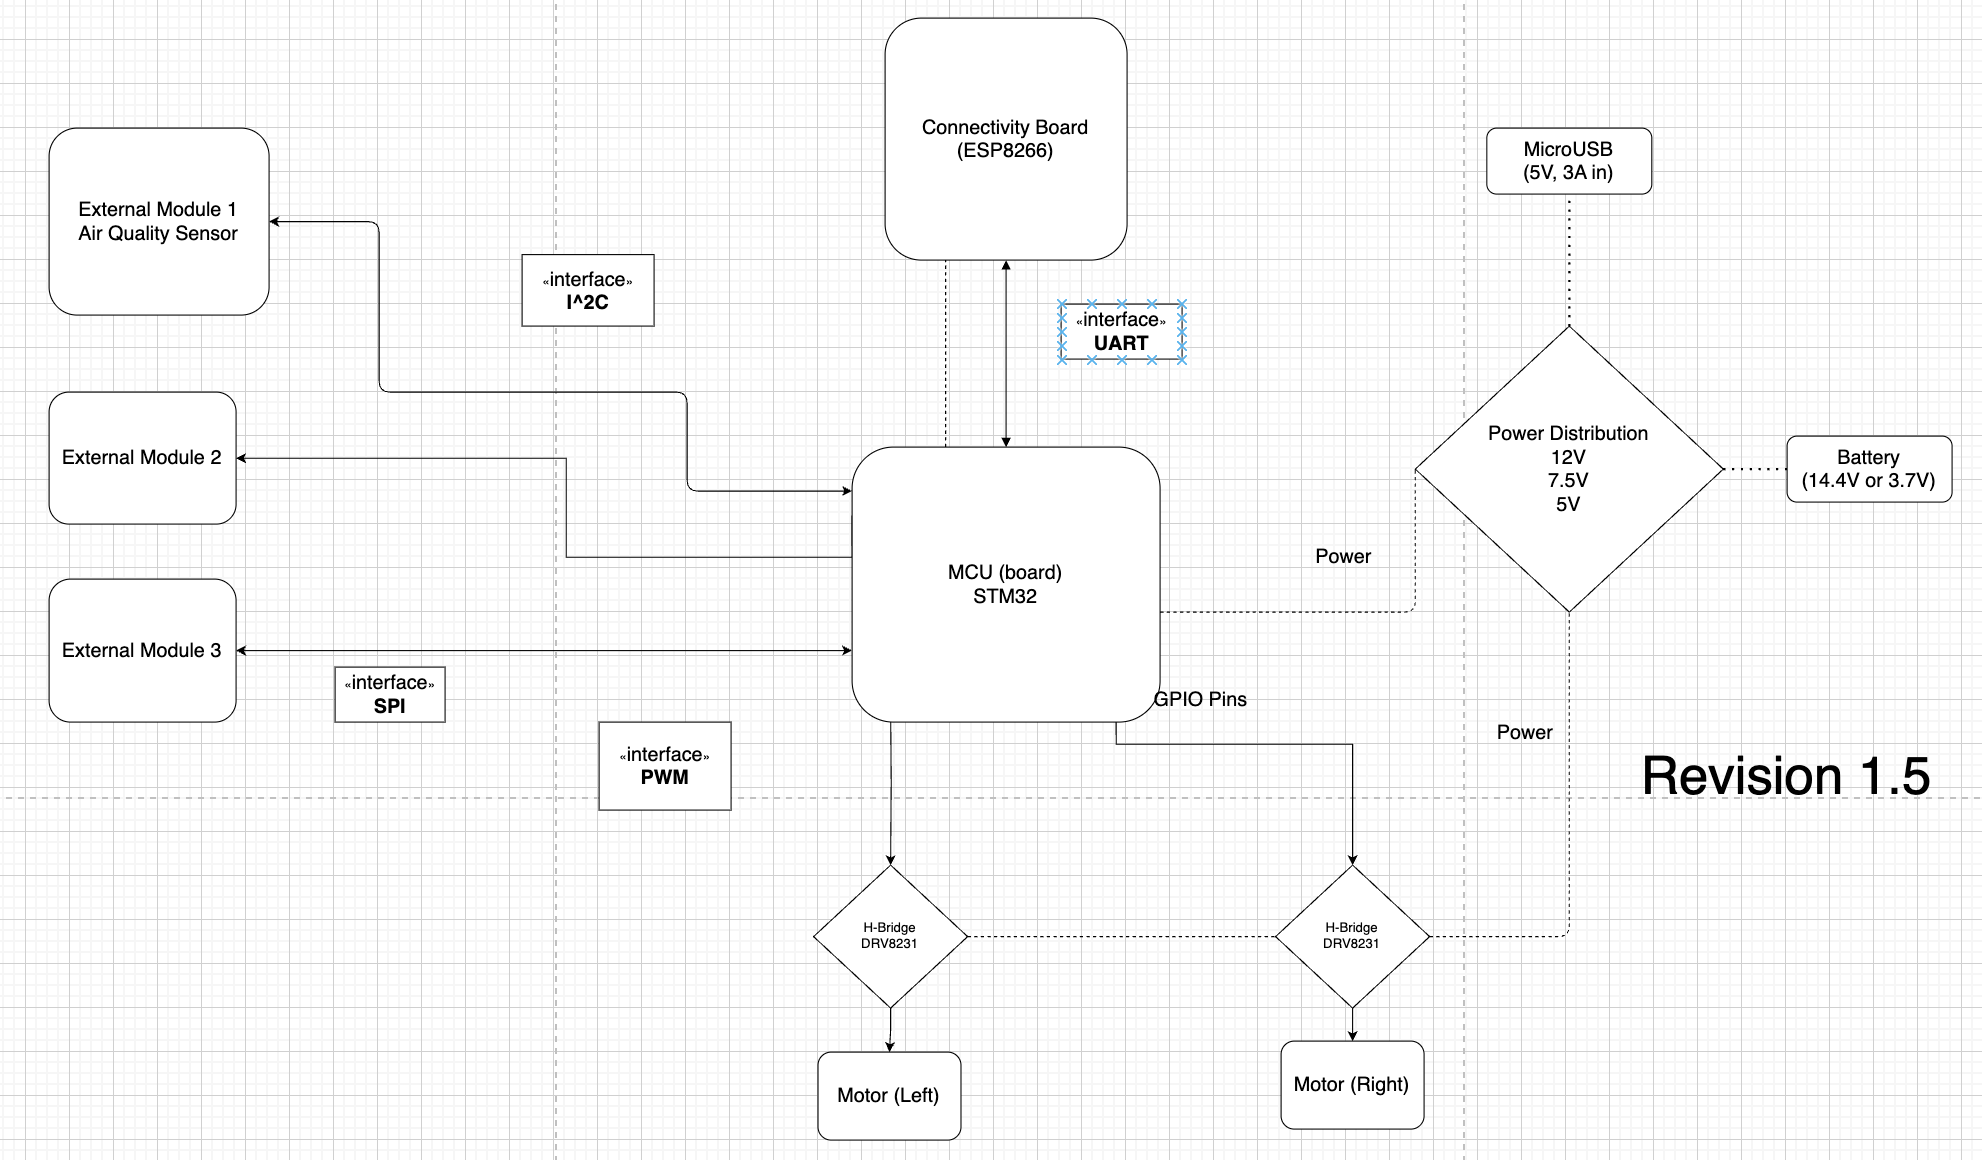 Connectivity Board
(ESP8266)
MicroUSB
(5V, 3A in)
External Module 1
Air Quality Sensor
«interface»
I^2C
«interface»
UART
External Module 2
Power Distribution
12V
7.5V
5V
Battery
(14.4V or 3.7V)
Power
MCU (board)
STM32
External Module 3
«interface»
SPI
GPIO Pins
«interface»
PWM
Power
Revision 1.5
H-Bridge
DRV8231
H-Bridge
DRV8231
Motor (Left)
Motor (Right)